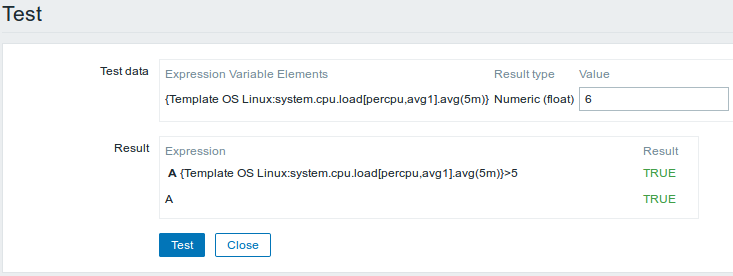 Test
Test data
Expression Variable Elements Result type Value
{Template OS Linux:system.cpu.load[percpu,avg1].avg(5m)} Numeric (float) 6
Result
Expression Result
A {Template OS Linux:system.cpu.load[percpu,avg1].avg(5m)}>5 TRUE
A TRUE
Test Close